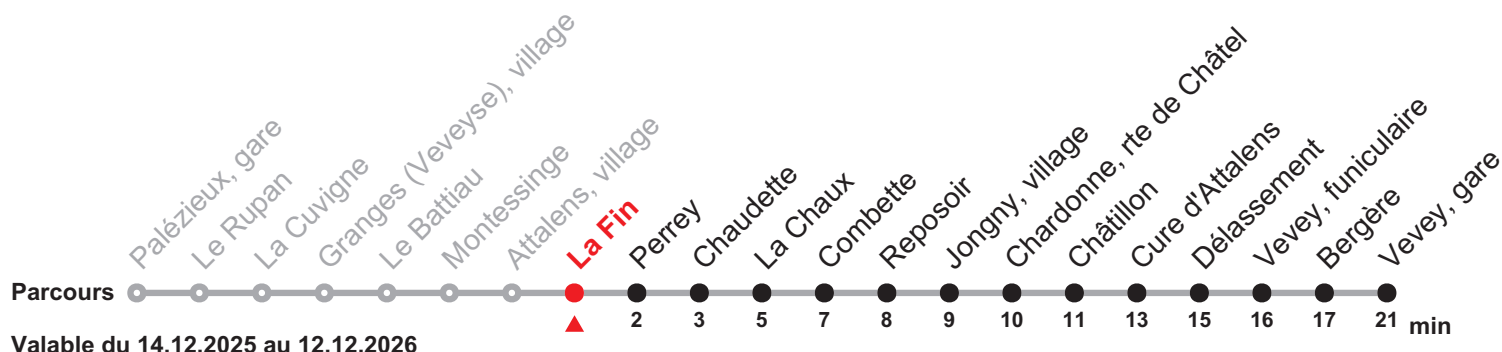 Palézieux, gare
Le Rupan
La Cuvigne
Granges (Veveyse), village
Le Battiau
Montessinge
Attalens, village
La Fin
Perrey
Chaudette
La Chaux
Combette
Reposoir
Jongny, village
Chardonne, rte de Châtel
Châtillon
Cure d'Attalens
Délassement
Vevey, funiculaire
Bergère
Vevey, gare
Parcours
2 3 5 7 8 9 10 11 13 15 16 17 21 min
Valable du 14.12.2025 au 12.12.2026